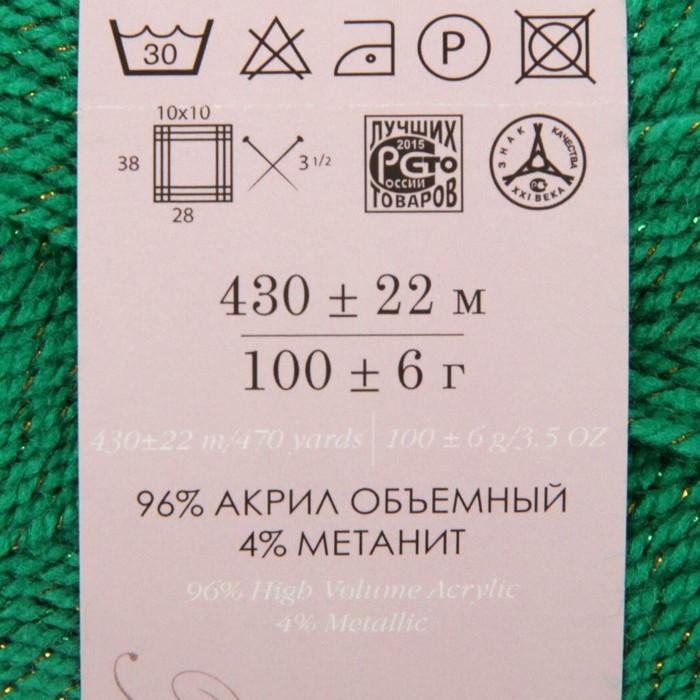 30
P
10x10
38
3 1/2
28
ЛУЧШИХ
2015
СТО
РОССИИ
ТОВАРОВ
ЗНАК КАЧЕСТВА
XXI ВЕКА
430 ± 22 м
100 ± 6 г
430±22 m/470 yards | 100 ± 6 g/3.5 OZ
96% АКРИЛ ОБЪЕМНЫЙ
4% МЕТАНИТ
96% High Volume Acrylic
4% Metallic